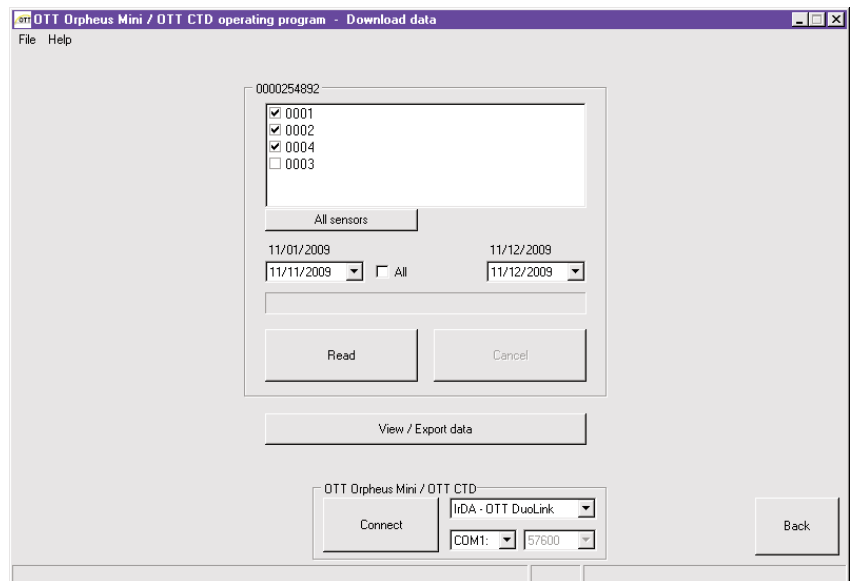 OTT Orpheus Mini / OTT CTD operating program - Download data
File Help
0000254892
0001
0002
0004
0003
All sensors
11/01/2009 11/12/2009
11/11/2009 All 11/12/2009
Read Cancel
View / Export data
OTT Orpheus Mini / OTT CTD
Connect IrDA - OTT DuoLink
COM1: 57600
Back